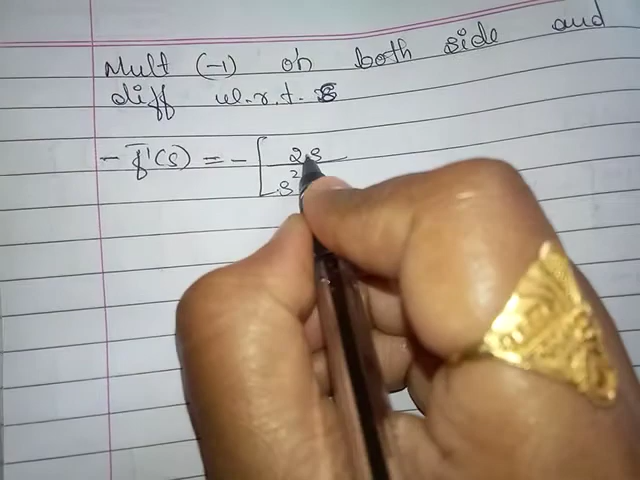 Mult (-1) on both side and
diff w.r.t. s
- f̄'(s) = - [ 2s
s²